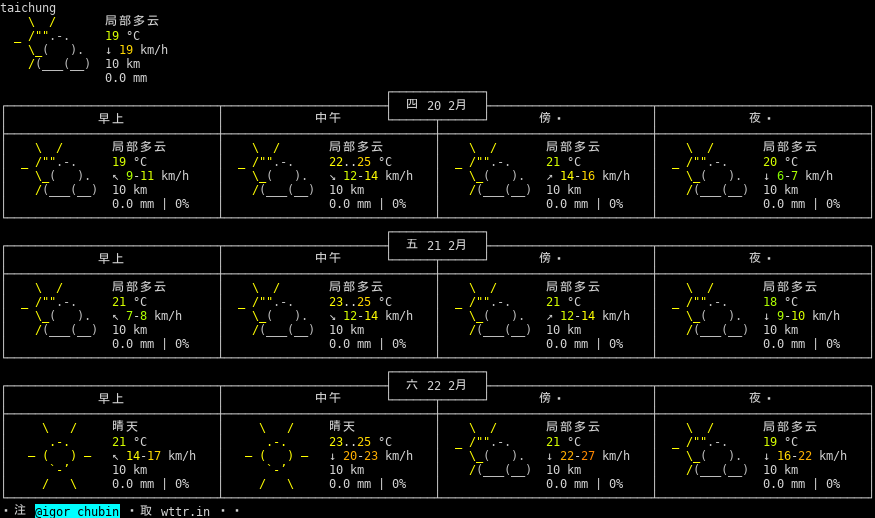 taichung
局部多云
19 °C
↓ 19 km/h
10 km
0.0 mm
四 20 2月
早上 中午 傍・ 夜・
局部多云 局部多云 局部多云 局部多云
19 °C 22..25 °C 21 °C 20 °C
↖ 9-11 km/h ↘ 12-14 km/h ↗ 14-16 km/h ↓ 6-7 km/h
10 km 10 km 10 km 10 km
0.0 mm | 0% 0.0 mm | 0% 0.0 mm | 0% 0.0 mm | 0%
五 21 2月
早上 中午 傍・ 夜・
局部多云 局部多云 局部多云 局部多云
21 °C 23..25 °C 21 °C 18 °C
↖ 7-8 km/h ↘ 12-14 km/h ↗ 12-14 km/h ↓ 9-10 km/h
10 km 10 km 10 km 10 km
0.0 mm | 0% 0.0 mm | 0% 0.0 mm | 0% 0.0 mm | 0%
六 22 2月
早上 中午 傍・ 夜・
晴天 晴天 局部多云 局部多云
21 °C 23..25 °C 21 °C 19 °C
↖ 14-17 km/h ↓ 20-23 km/h ↓ 22-27 km/h ↓ 16-22 km/h
10 km 10 km 10 km 10 km
0.0 mm | 0% 0.0 mm | 0% 0.0 mm | 0% 0.0 mm | 0%
・注 @igor_chubin ・取 wttr.in ・・